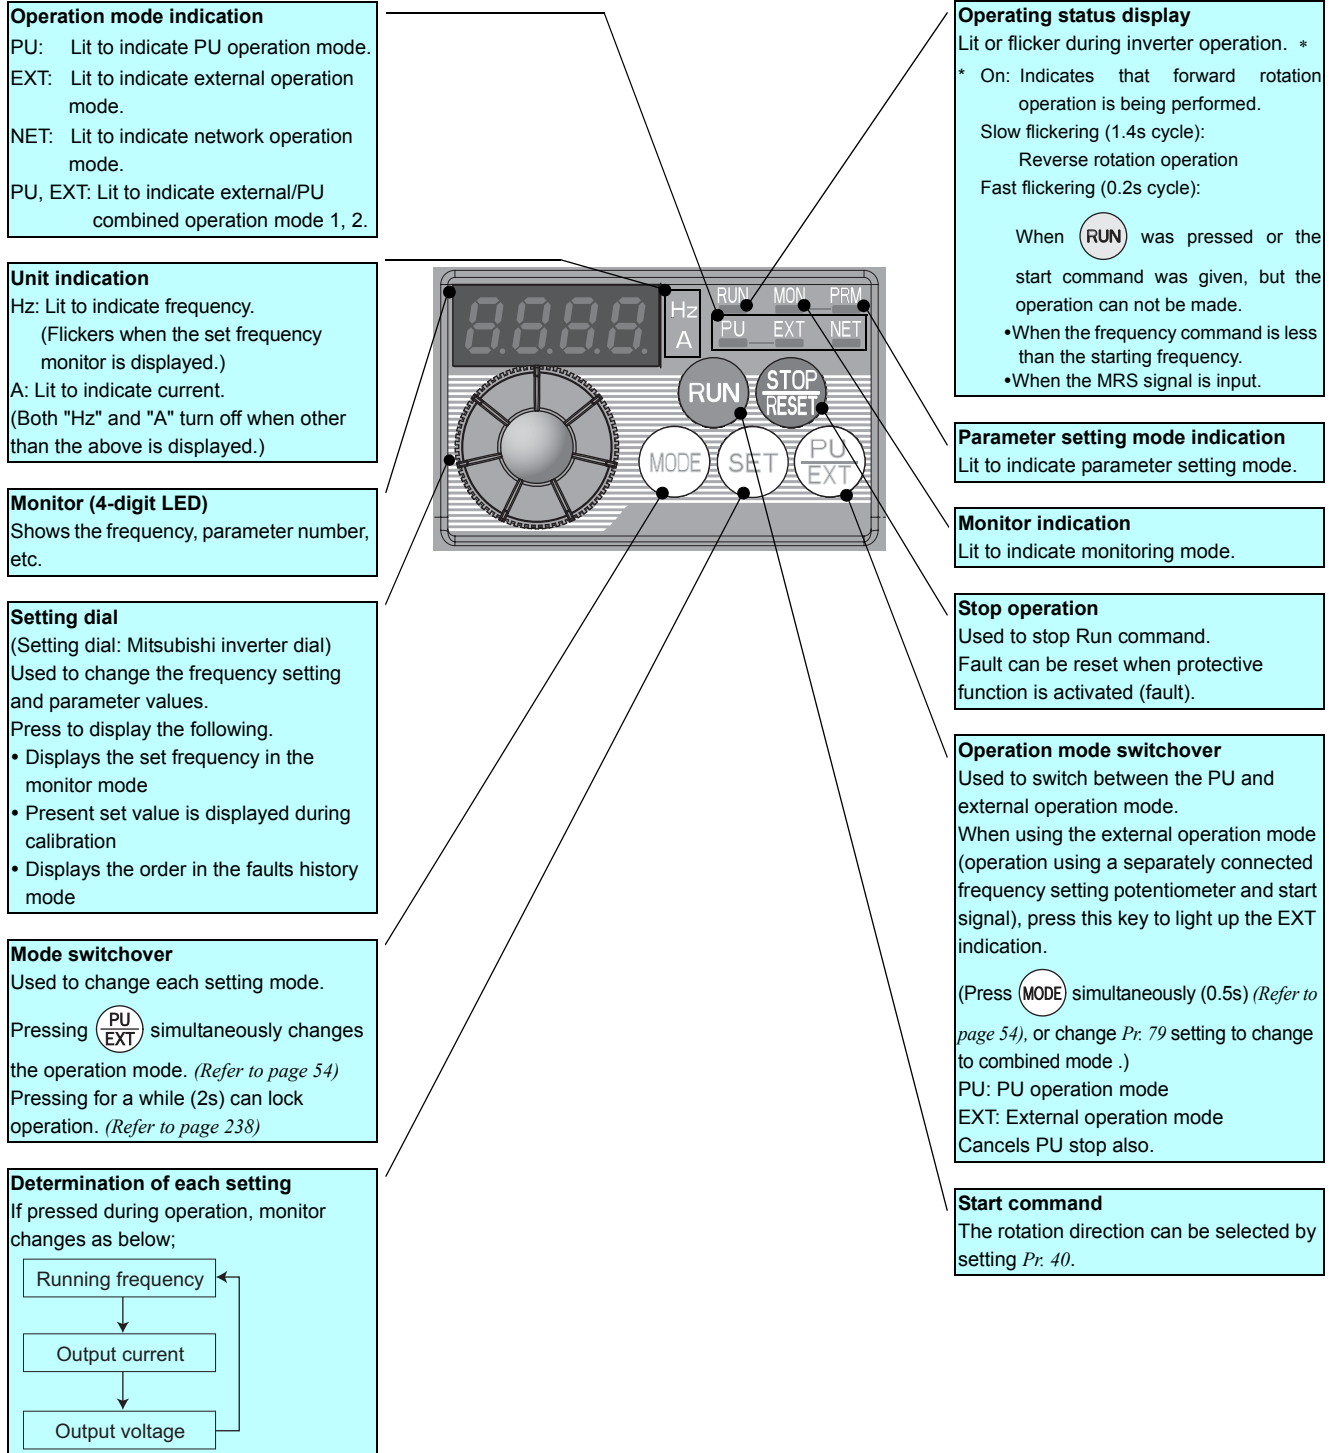 Operation mode indication
PU: Lit to indicate PU operation mode.
EXT: Lit to indicate external operation
mode.
NET: Lit to indicate network operation
mode.
PU, EXT: Lit to indicate external/PU
combined operation mode 1, 2.
Unit indication
Hz: Lit to indicate frequency.
(Flickers when the set frequency
monitor is displayed.)
A: Lit to indicate current.
(Both "Hz" and "A" turn off when other
than the above is displayed.)
Monitor (4-digit LED)
Shows the frequency, parameter number,
etc.
Setting dial
(Setting dial: Mitsubishi inverter dial)
Used to change the frequency setting
and parameter values.
Press to display the following.
• Displays the set frequency in the
monitor mode
• Present set value is displayed during
calibration
• Displays the order in the faults history
mode
Mode switchover
Used to change each setting mode.
Pressing PU
EXT simultaneously changes
the operation mode. (Refer to page 54)
Pressing for a while (2s) can lock
operation. (Refer to page 238)
Determination of each setting
If pressed during operation, monitor
changes as below;
Running frequency
Output current
Output voltage
8.8.8.8.
Hz
A
RUN MON PRM
PU EXT NET
RUN
STOP
RESET
MODE
SET
PU
EXT
Operating status display
Lit or flicker during inverter operation. *
* On: Indicates that forward rotation
operation is being performed.
Slow flickering (1.4s cycle):
Reverse rotation operation
Fast flickering (0.2s cycle):
When RUN was pressed or the
start command was given, but the
operation can not be made.
•When the frequency command is less
than the starting frequency.
•When the MRS signal is input.
Parameter setting mode indication
Lit to indicate parameter setting mode.
Monitor indication
Lit to indicate monitoring mode.
Stop operation
Used to stop Run command.
Fault can be reset when protective
function is activated (fault).
Operation mode switchover
Used to switch between the PU and
external operation mode.
When using the external operation mode
(operation using a separately connected
frequency setting potentiometer and start
signal), press this key to light up the EXT
indication.
(Press MODE simultaneously (0.5s) (Refer to
page 54), or change Pr. 79 setting to change
to combined mode .)
PU: PU operation mode
EXT: External operation mode
Cancels PU stop also.
Start command
The rotation direction can be selected by
setting Pr. 40.